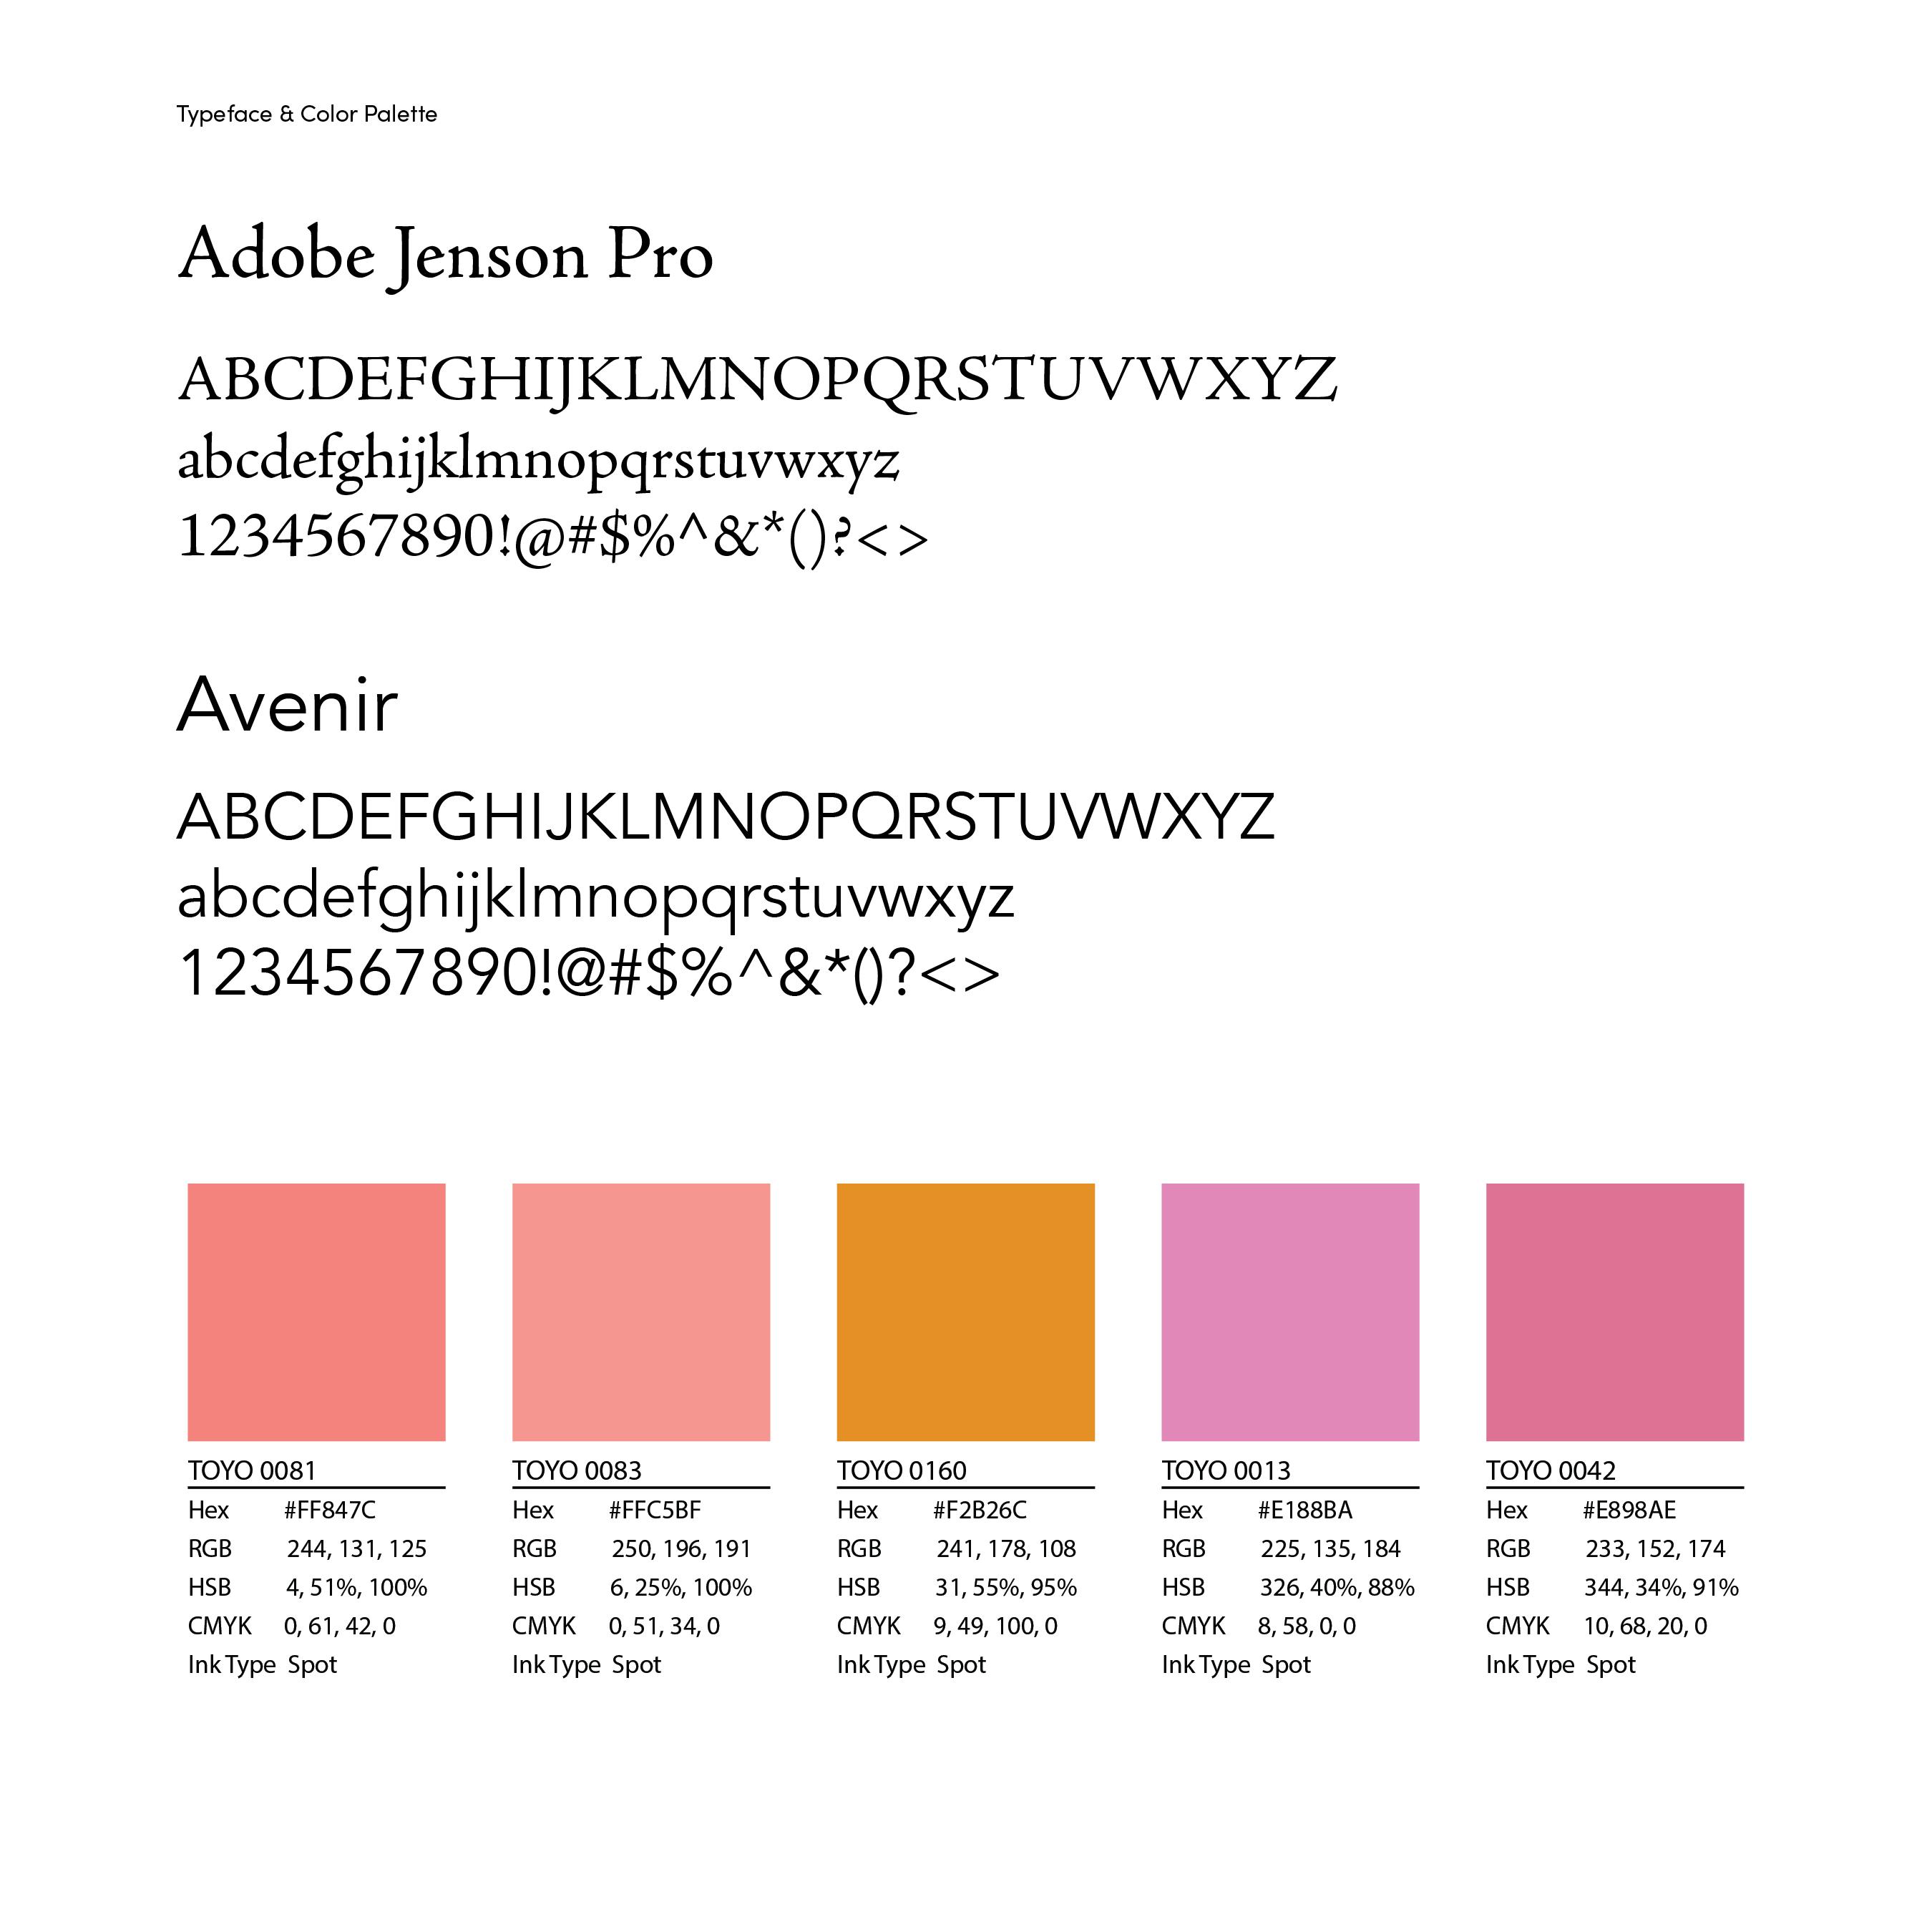 Typeface & Color Palette
Adobe Jenson Pro
ABCDEFGHIJKLMNOPQRSTUVWXYZ
abcdefghijklmnopqrstuvwxyz
1234567890!@#$%^&*()?<>
Avenir
ABCDEFGHIJKLMNOPQRSTUVWXYZ
abcdefghijklmnopqrstuvwxyz
1234567890!@#$%^&*()?<>
TOYO 0081
Hex #FF847C
RGB 244, 131, 125
HSB 4, 51%, 100%
CMYK 0, 61, 42, 0
Ink Type Spot
TOYO 0083
Hex #FFC5BF
RGB 250, 196, 191
HSB 6, 25%, 100%
CMYK 0, 51, 34, 0
Ink Type Spot
TOYO 0160
Hex #F2B26C
RGB 241, 178, 108
HSB 31, 55%, 95%
CMYK 9, 49, 100, 0
Ink Type Spot
TOYO 0013
Hex #E188BA
RGB 225, 135, 184
HSB 326, 40%, 88%
CMYK 8, 58, 0, 0
Ink Type Spot
TOYO 0042
Hex #E898AE
RGB 233, 152, 174
HSB 344, 34%, 91%
CMYK 10, 68, 20, 0
Ink Type Spot